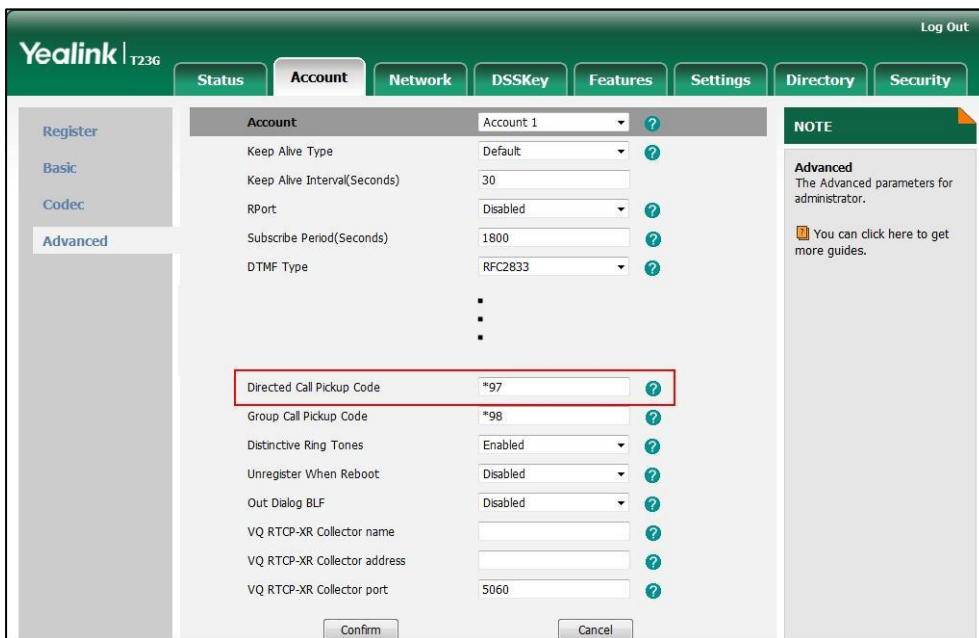 Log Out
Yealink T23G
Status Account Network DSSKey Features Settings Directory Security
Register
Basic
Codec
Advanced
Account Account 1 ?
Keep Alive Type Default ?
Keep Alive Interval(Seconds) 30
RPort Disabled ?
Subscribe Period(Seconds) 1800 ?
DTMF Type RFC2833 ?
Directed Call Pickup Code *97 ?
Group Call Pickup Code *98 ?
Distinctive Ring Tones Enabled ?
Unregister When Reboot Disabled ?
Out Dialog BLF Disabled ?
VQ RTCP-XR Collector name ?
VQ RTCP-XR Collector address ?
VQ RTCP-XR Collector port 5060 ?
Confirm Cancel
NOTE
Advanced
The Advanced parameters for
administrator.
? You can click here to get
more guides.